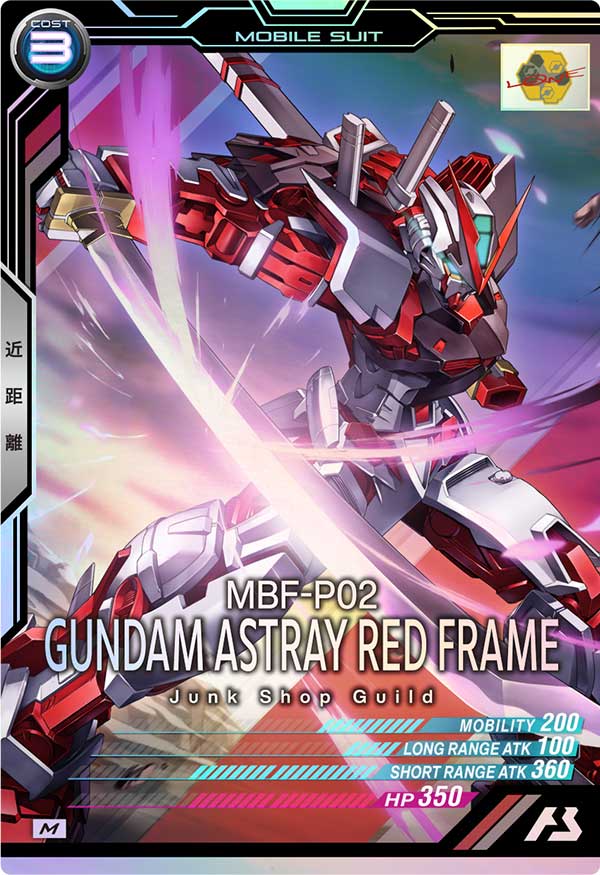 COST
3
MOBILE SUIT
近距離
MBF-P02
GUNDAM ASTRAY RED FRAME
Junk Shop Guild
MOBILITY 200
LONG RANGE ATK 100
SHORT RANGE ATK 360
HP 350
M